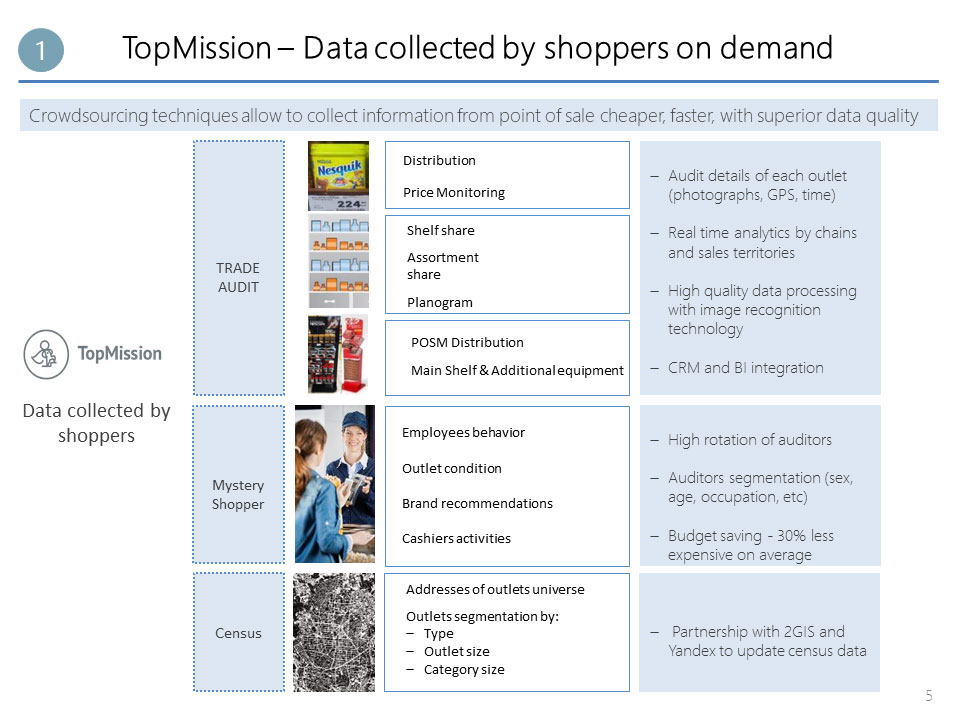 1
TopMission – Data collected by shoppers on demand
Crowdsourcing techniques allow to collect information from point of sale cheaper, faster, with superior data quality
TopMission
Data collected by
shoppers
TRADE
AUDIT
Nesquik
224
Distribution
Price Monitoring
Shelf share
Assortment
share
Planogram
POSM Distribution
Main Shelf & Additional equipment
– Audit details of each outlet
(photographs, GPS, time)
– Real time analytics by chains
and sales territories
– High quality data processing
with image recognition
technology
– CRM and BI integration
Mystery
Shopper
Employees behavior
Outlet condition
Brand recommendations
Cashiers activities
– High rotation of auditors
– Auditors segmentation (sex,
age, occupation, etc)
– Budget saving - 30% less
expensive on average
Census
Addresses of outlets universe
Outlets segmentation by:
– Type
– Outlet size
– Category size
– Partnership with 2GIS and
Yandex to update census data
5